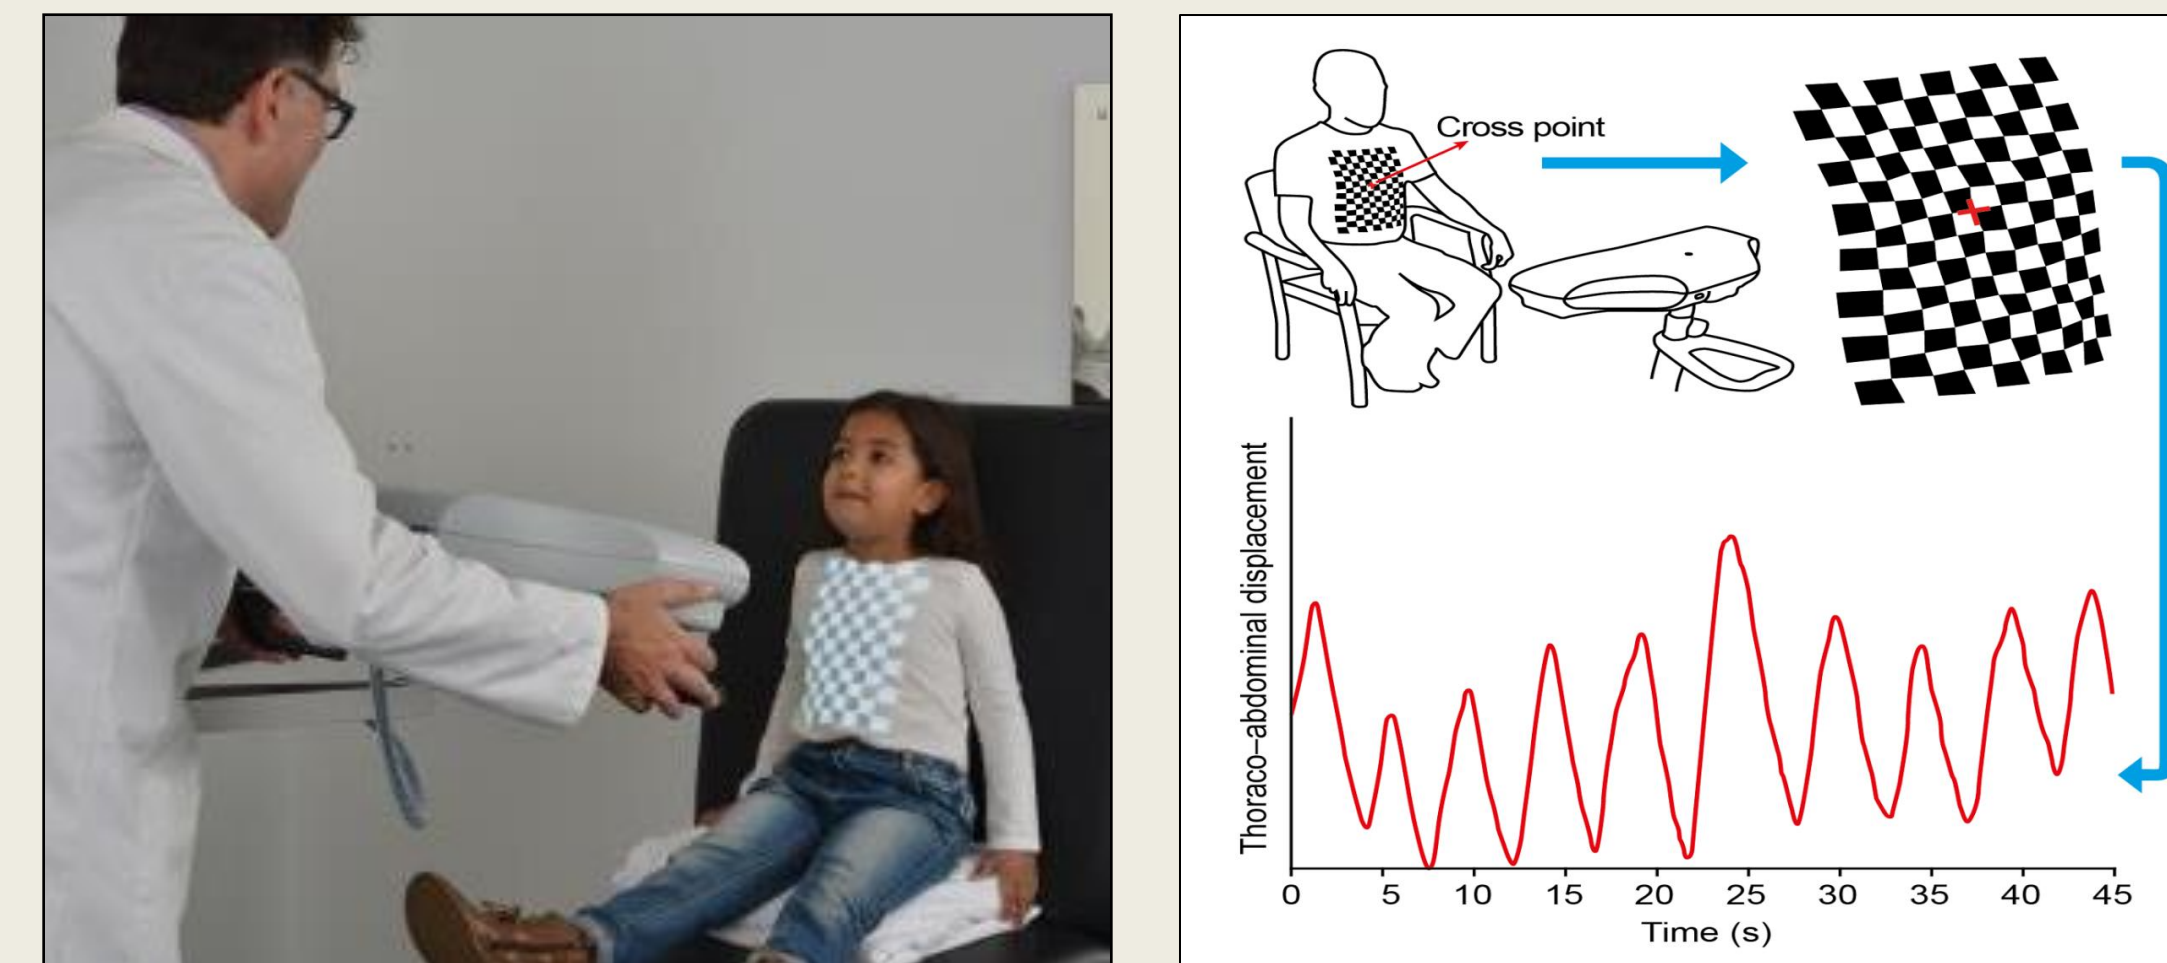 Cross point
Thoraco–abdominal displacement
0 5 10 15 20 25 30 35 40 45
Time (s)